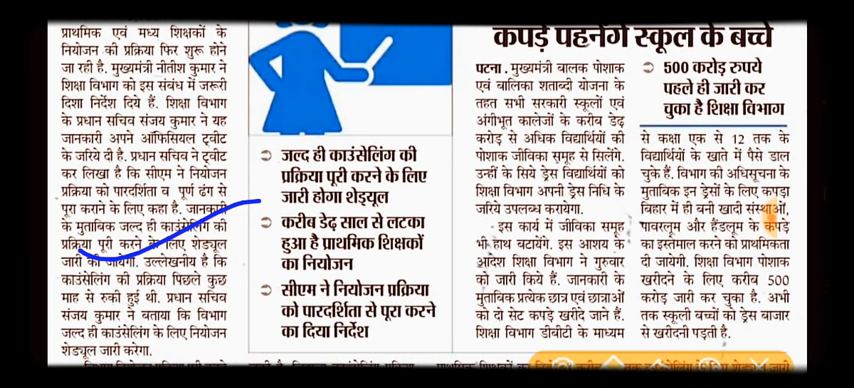 प्राथमिक एवं मध्य शिक्षकों के
नियोजन की प्रक्रिया फिर शुरू होने
जा रही है. मुख्यमंत्री नीतीश कुमार ने
शिक्षा विभाग को इस संबंध में जरूरी
दिशा निर्देश दिये हैं. शिक्षा विभाग
के प्रधान सचिव संजय कुमार ने यह
जानकारी अपने ऑफिसियल ट्वीट
के जरिये दी है. प्रधान सचिव ने ट्वीट
कर लिखा है कि सीएम ने नियोजन
प्रक्रिया को पारदर्शिता व पूर्ण ढंग से
पूरा कराने के लिए कहा है. जानकारी
के मुताबिक जल्द ही काउंसेलिंग की
प्रक्रिया पूरी करने के लिए शेड्यूल
जारी की जायेगी. उल्लेखनीय है कि
काउंसेलिंग की प्रक्रिया पिछले कुछ
माह से रुकी हुई थी. प्रधान सचिव
संजय कुमार ने बताया कि विभाग
जल्द ही काउंसेलिंग के लिए नियोजन
शेड्यूल जारी करेगा.
जल्द ही काउंसेलिंग की
प्रक्रिया पूरी करने के लिए
जारी होगा शेड्यूल
करीब डेढ़ साल से लटका
हुआ है प्राथमिक शिक्षकों
का नियोजन
सीएम ने नियोजन प्रक्रिया
को पारदर्शिता से पूरा करने
का दिया निर्देश
कपड़े पहनेंगे स्कूल के बच्चे
पटना. मुख्यमंत्री बालक पोशाक
एवं बालिका शताब्दी योजना के
तहत सभी सरकारी स्कूलों एवं
अंगीभूत कालेजों के करीब डेढ़
करोड़ से अधिक विद्यार्थियों की
पोशाक जीविका समूह से सिलेंगे.
उन्हीं के सिये ड्रेस विद्यार्थियों को
शिक्षा विभाग अपनी ड्रेस निधि के
जरिये उपलब्ध करायेगा.
इस कार्य में जीविका समूह
भी हाथ बटायेंगे. इस आशय के
आदेश शिक्षा विभाग ने गुरुवार
को जारी किये हैं. जानकारी के
मुताबिक प्रत्येक छात्र एवं छात्राओं
को दो सेट कपड़े खरीदे जाने हैं.
शिक्षा विभाग डीबीटी के माध्यम
500 करोड़ रुपये
पहले ही जारी कर
चुका है शिक्षा विभाग
से कक्षा एक से 12 तक के
विद्यार्थियों के खाते में पैसे डाल
चुके हैं. विभाग की अधिसूचना के
मुताबिक इन ड्रेसों के लिए कपड़ा
बिहार में ही बनी खादी संस्थाओं,
पावरलूम और हैंडलूम के कपड़े
का इस्तेमाल करने को प्राथमिकता
दी जायेगी. शिक्षा विभाग पोशाक
खरीदने के लिए करीब 500
करोड़ जारी कर चुका है. अभी
तक स्कूली बच्चों को ड्रेस बाजार
से खरीदनी पड़ती है.